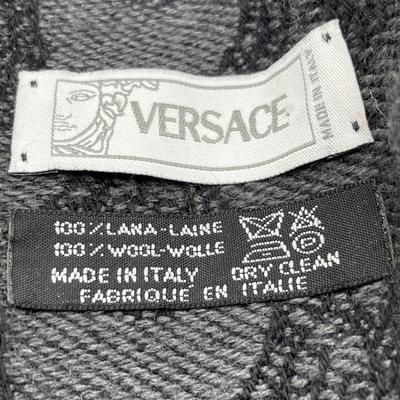 VERSACE
MADE IN ITALY
100% LANA-LAINE
100% WOOL-WOLLE
MADE IN ITALY DRY CLEAN
FABRIQUE EN ITALIE